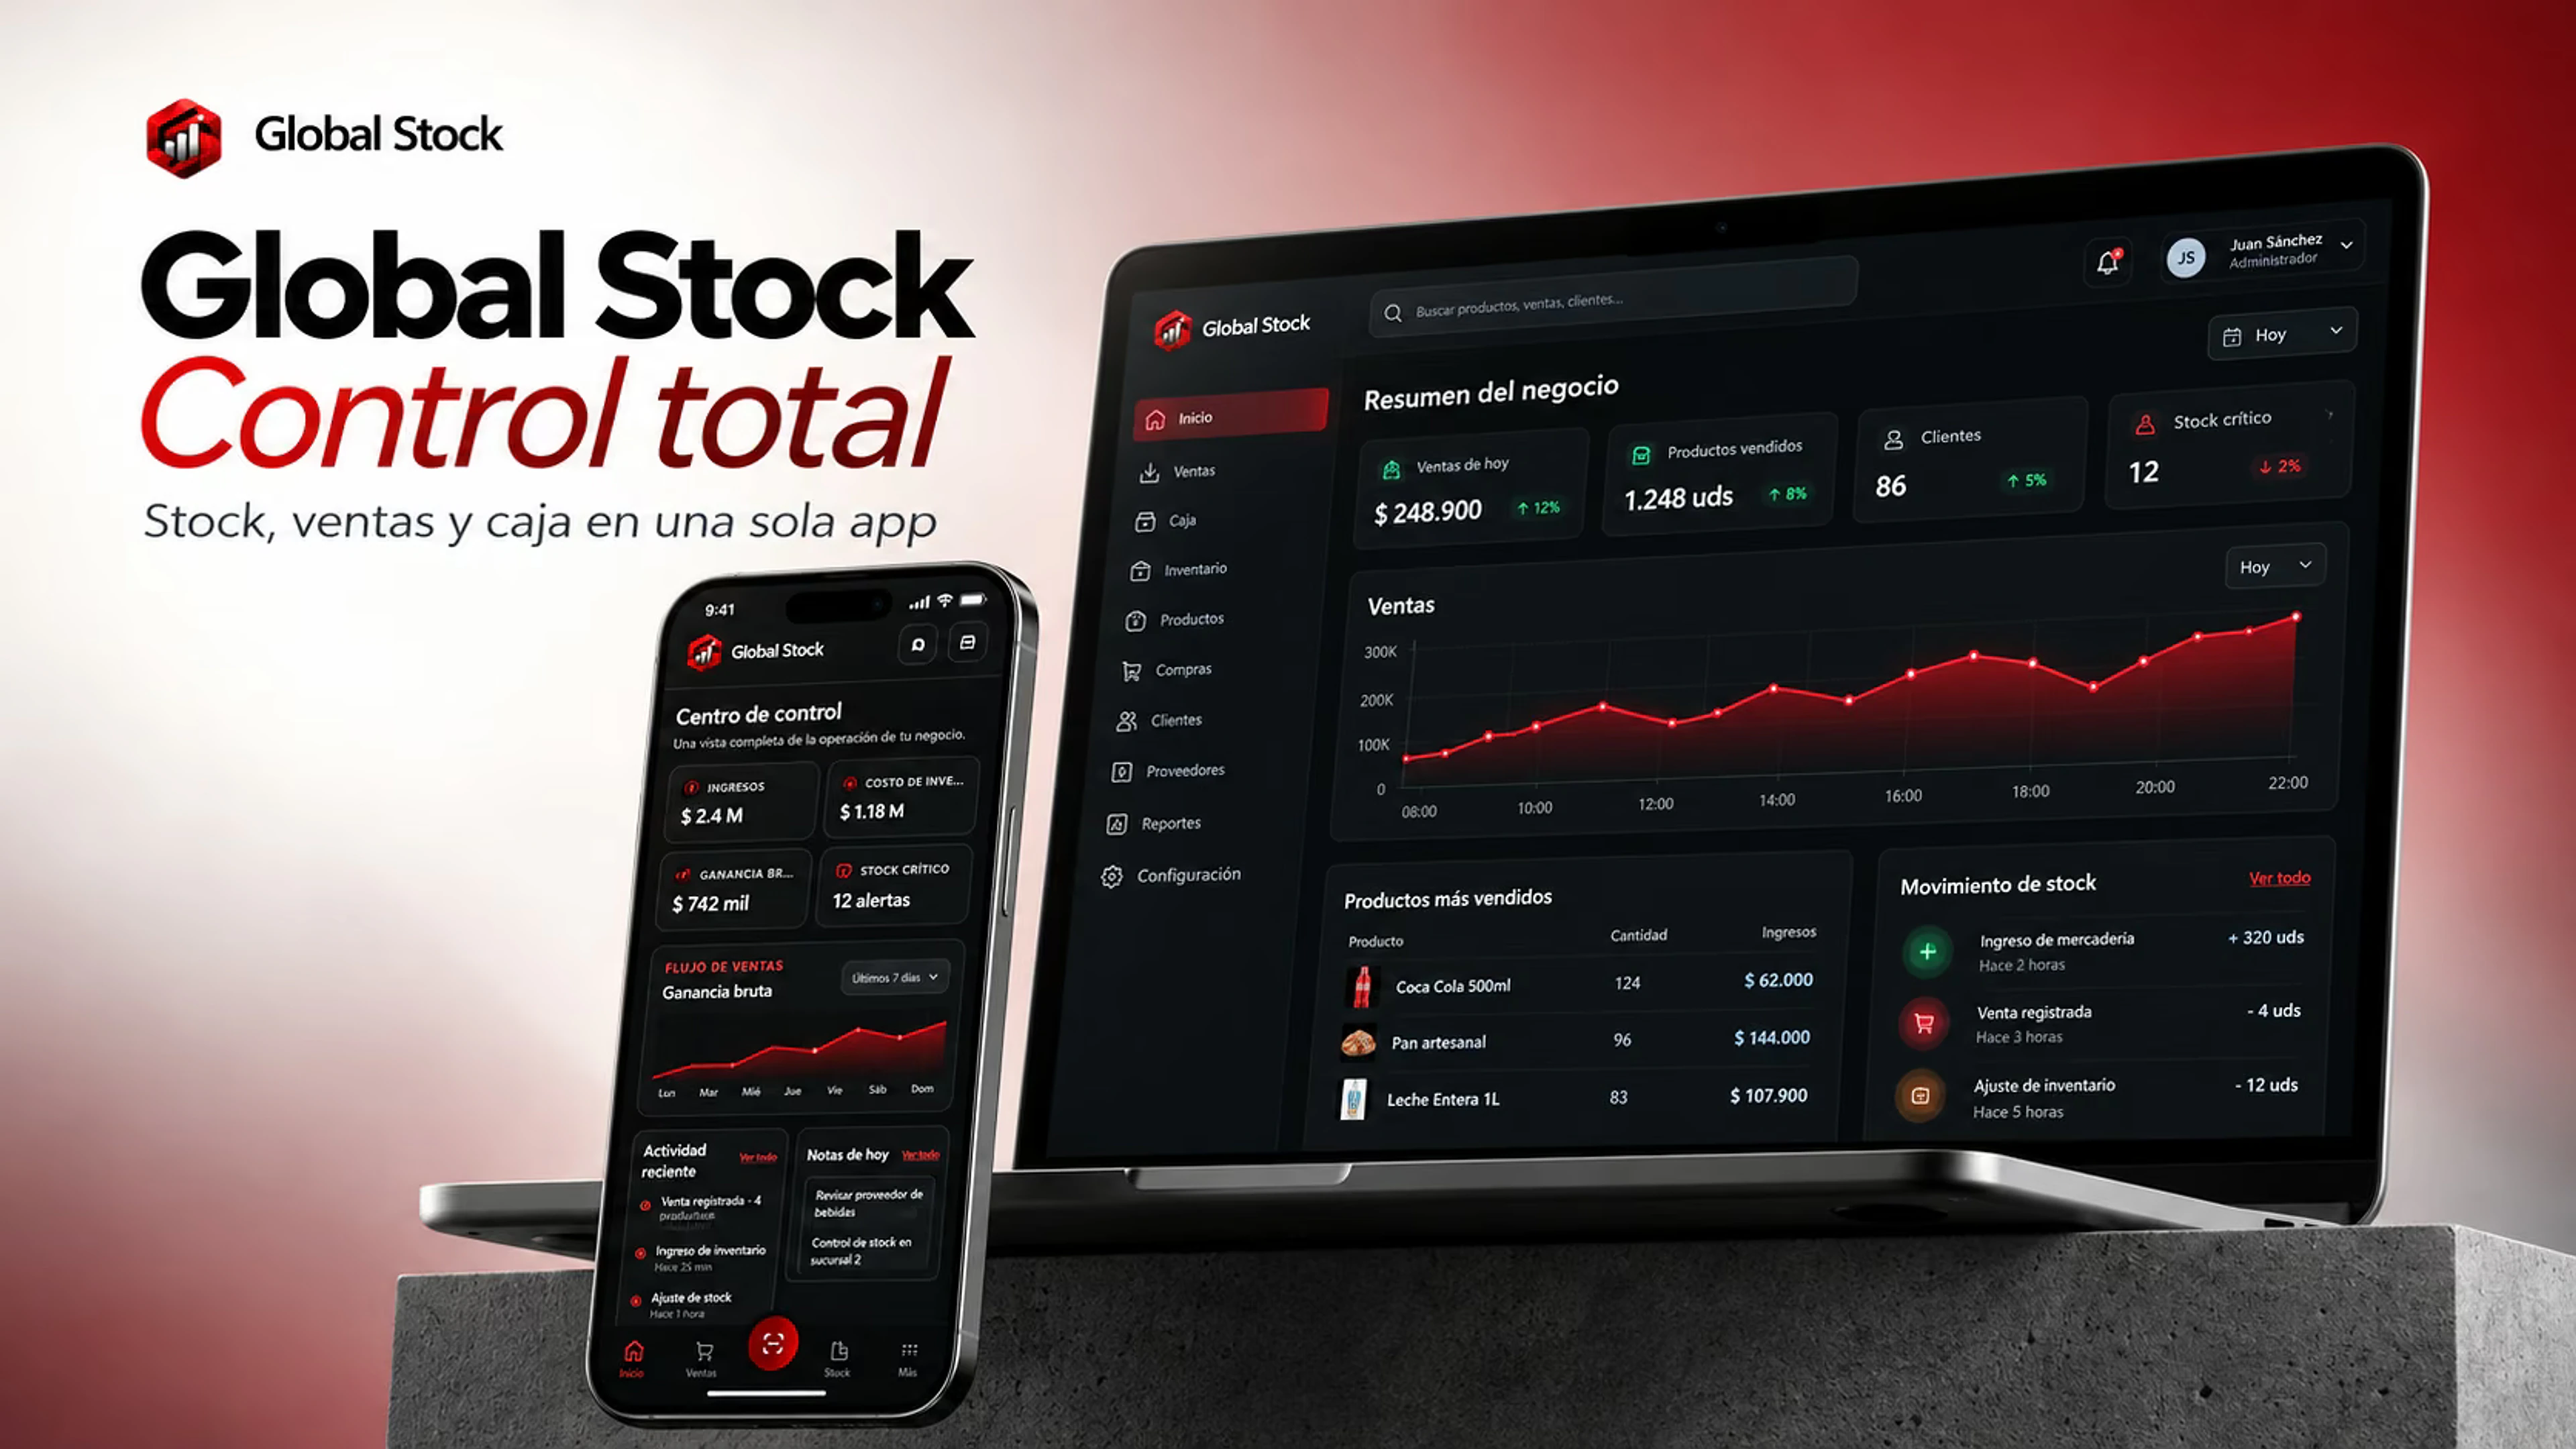 Global Stock
Global Stock
Control total
Stock, ventas y caja en una sola app
9:41
Global Stock
Centro de control
Una vista completa de la operación de tu negocio.
INGRESOS
$ 2.4 M
COSTO DE INVE...
$ 1.18 M
GANANCIA BR...
$ 742 mil
STOCK CRÍTICO
12 alertas
FLUJO DE VENTAS
Ganancia bruta
Últimos 7 días
Lun Mar Mié Jue Vie Sáb Dom
Actividad
reciente
Ver todo
Venta registrada - 4
Ingreso de inventario
Hace 25 min
Ajuste de stock
Hace 1 hora
Notas de hoy
Ver todo
Revisar proveedor de
bebidas
Control de stock en
sucursal 2
Inicio
Ventas
Stock
Más
Global Stock
Buscar productos, ventas, clientes...
JS
Juan Sánchez
Administrador
Inicio
Ventas
Caja
Inventario
Productos
Compras
Clientes
Proveedores
Reportes
Configuración
Resumen del negocio
Hoy
Ventas de hoy
$ 248.900
↑ 12%
Productos vendidos
1.248 uds
↑ 8%
Clientes
86
↑ 5%
Stock crítico
12
↓ 2%
Ventas
Hoy
300K
200K
100K
0
08:00 10:00 12:00 14:00 16:00 18:00 20:00 22:00
Productos más vendidos
Producto Cantidad Ingresos
Coca Cola 500ml 124 $ 62.000
Pan artesanal 96 $ 144.000
Leche Entera 1L 83 $ 107.900
Movimiento de stock
Ver todo
Ingreso de mercadería
+ 320 uds
Hace 2 horas
Venta registrada
- 4 uds
Hace 3 horas
Ajuste de inventario
- 12 uds
Hace 5 horas